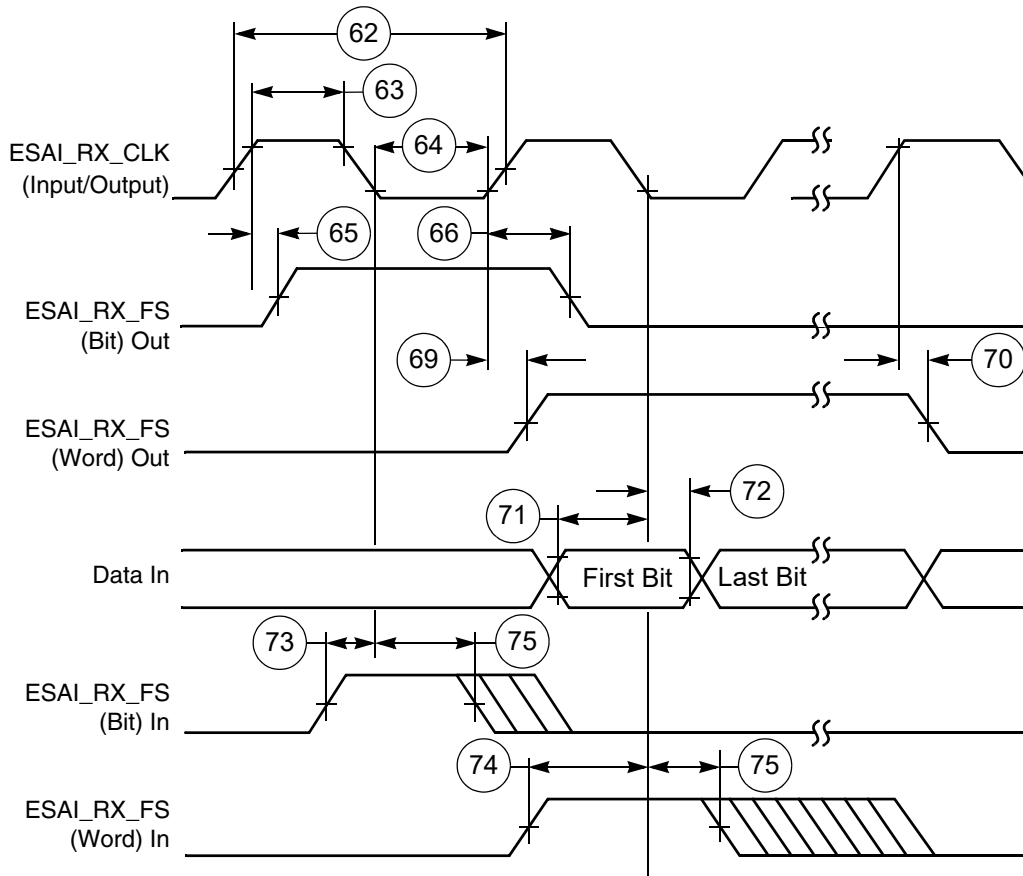 62
63
ESAI_RX_CLK
(Input/Output)
64
65
66
ESAI_RX_FS
(Bit) Out
69
70
ESAI_RX_FS
(Word) Out
71
72
Data In
First Bit
Last Bit
73
75
ESAI_RX_FS
(Bit) In
74
75
ESAI_RX_FS
(Word) In